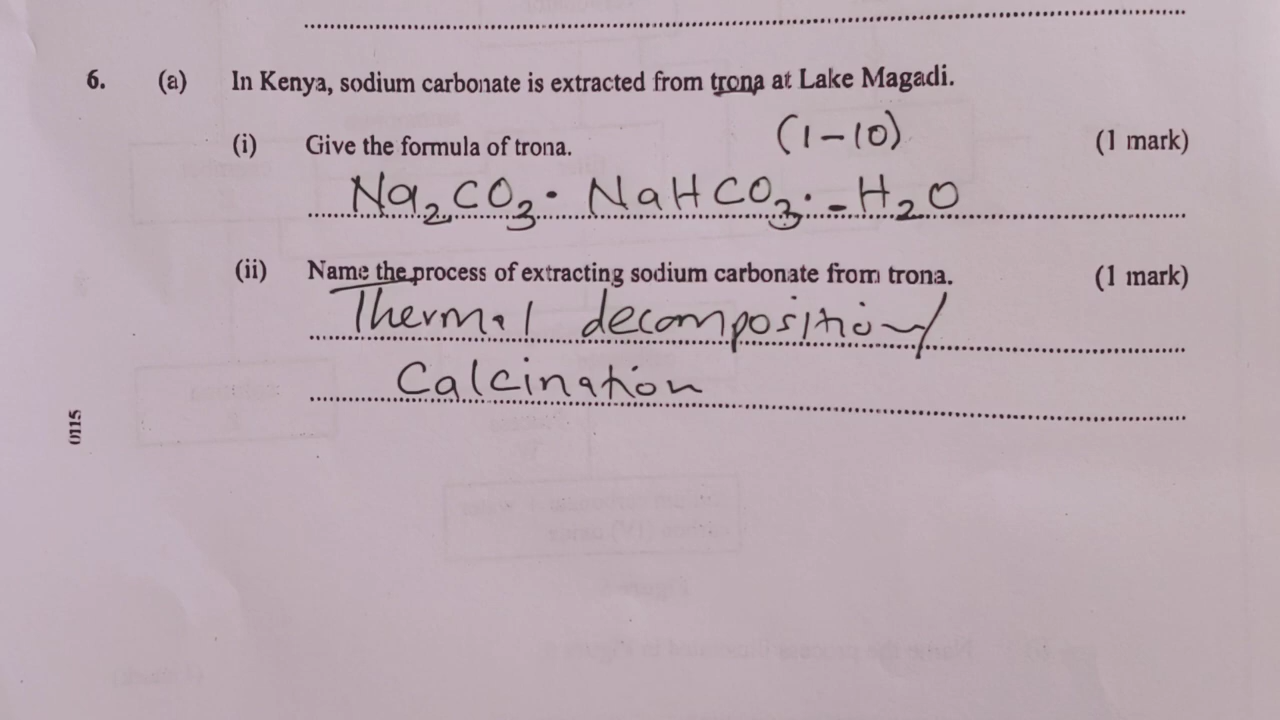 6. (a) In Kenya, sodium carbonate is extracted from trona at Lake Magadi.
(1-10)
(i) Give the formula of trona. (1 mark)
Na₂CO₃. NaHCO₃. - H₂O
(ii) Name the process of extracting sodium carbonate from trona. (1 mark)
Thermal decomposition/
Calcination
0115